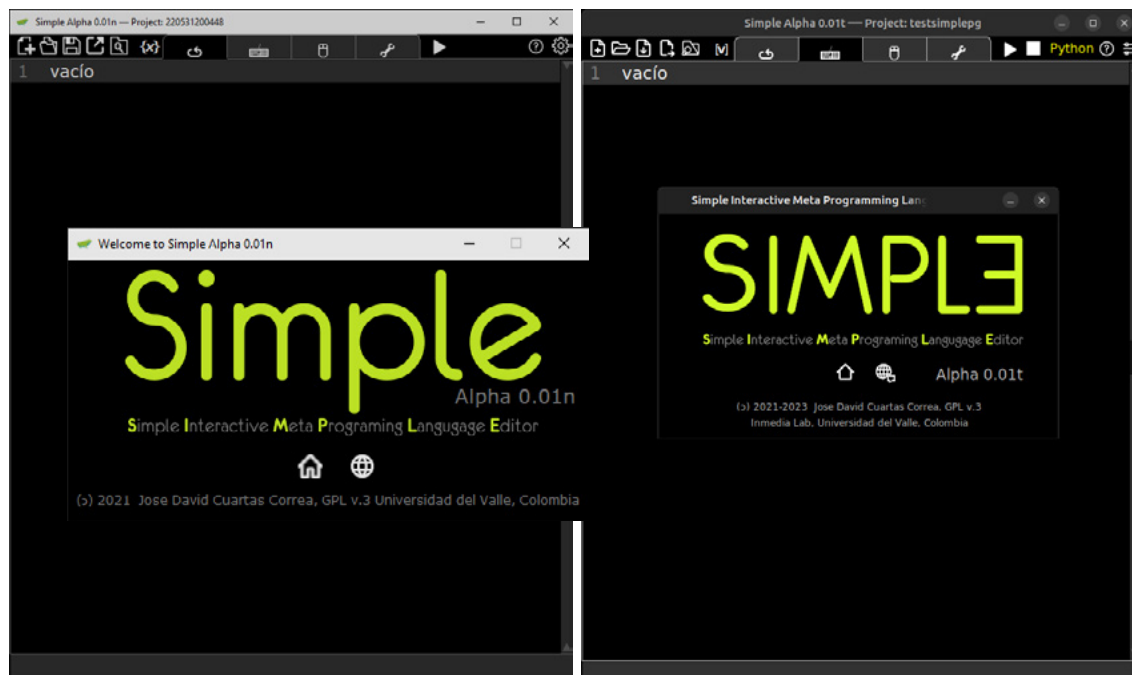 Simple Alpha 0.01n — Project: 220531200448
{x}
1 vacío
Welcome to Simple Alpha 0.01n
Simple
Alpha 0.01n
Simple Interactive Meta Programing Langugage Editor
(ɔ) 2021 Jose David Cuartas Correa, GPL v.3 Universidad del Valle, Colombia
Simple Alpha 0.01t — Project: testsimplepg
[v] Python
1 vacío
Simple Interactive Meta Programming Lang
SIMPLE
Simple Interactive Meta Programing Langugage Editor
Alpha 0.01t
(ɔ) 2021-2023 Jose David Cuartas Correa, GPL v.3
Inmedia Lab, Universidad del Valle, Colombia